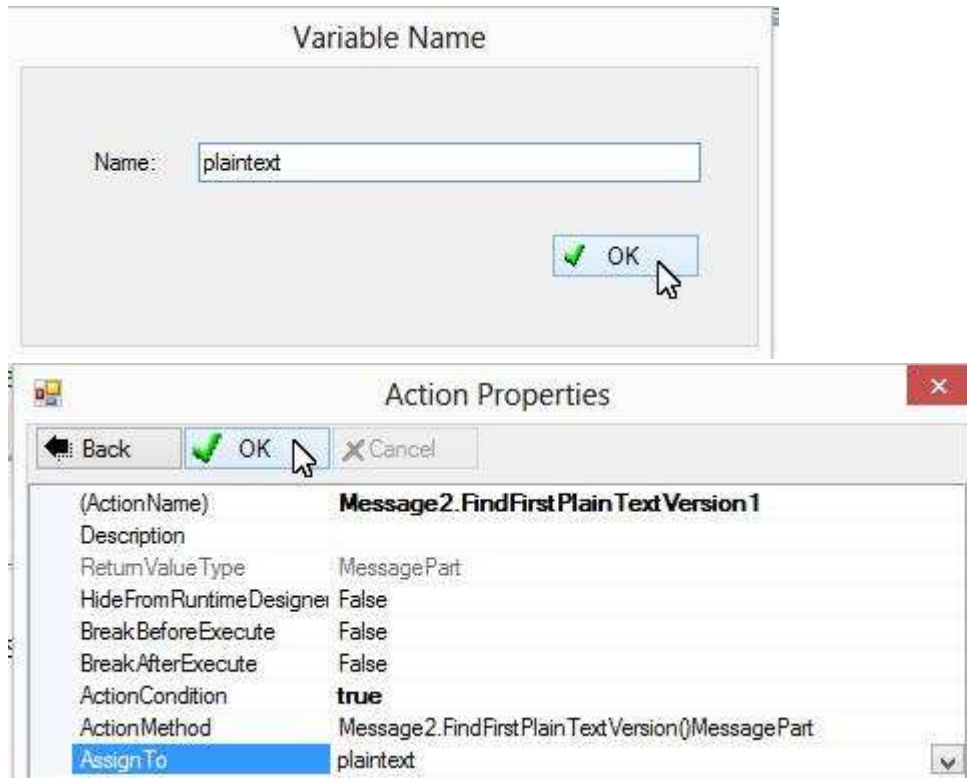 Variable Name
Name: plaintext
OK
Action Properties
Back OK Cancel
(ActionName) Message2.FindFirstPlainTextVersion1
Description
ReturnValueType MessagePart
HideFromRuntimeDesigner False
BreakBeforeExecute False
BreakAfterExecute False
ActionCondition true
ActionMethod Message2.FindFirstPlainTextVersion()MessagePart
AssignTo plaintext